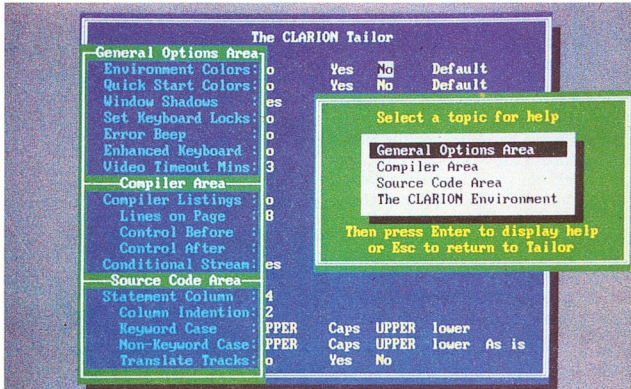 The CLARION Tailor
General Options Area
Environment Colors: o Yes No Default
Quick Start Colors: o Yes No Default
Window Shadows : es
Set Keyboard Locks: o
Error Beep : o
Enhanced Keyboard : o
Video Timeout Mins: 3
Compiler Area
Compiler Listings : o
Lines on Page : 8
Control Before :
Control After :
Conditional Stream: es
Source Code Area
Statement Column : 4
Column Indention: 2
Keyword Case : PPER Caps UPPER lower
Non-Keyword Case: PPER Caps UPPER lower As is
Translate Tracks: o Yes No
Select a topic for help
General Options Area
Compiler Area
Source Code Area
The CLARION Environment
Then press Enter to display help
or Esc to return to Tailor